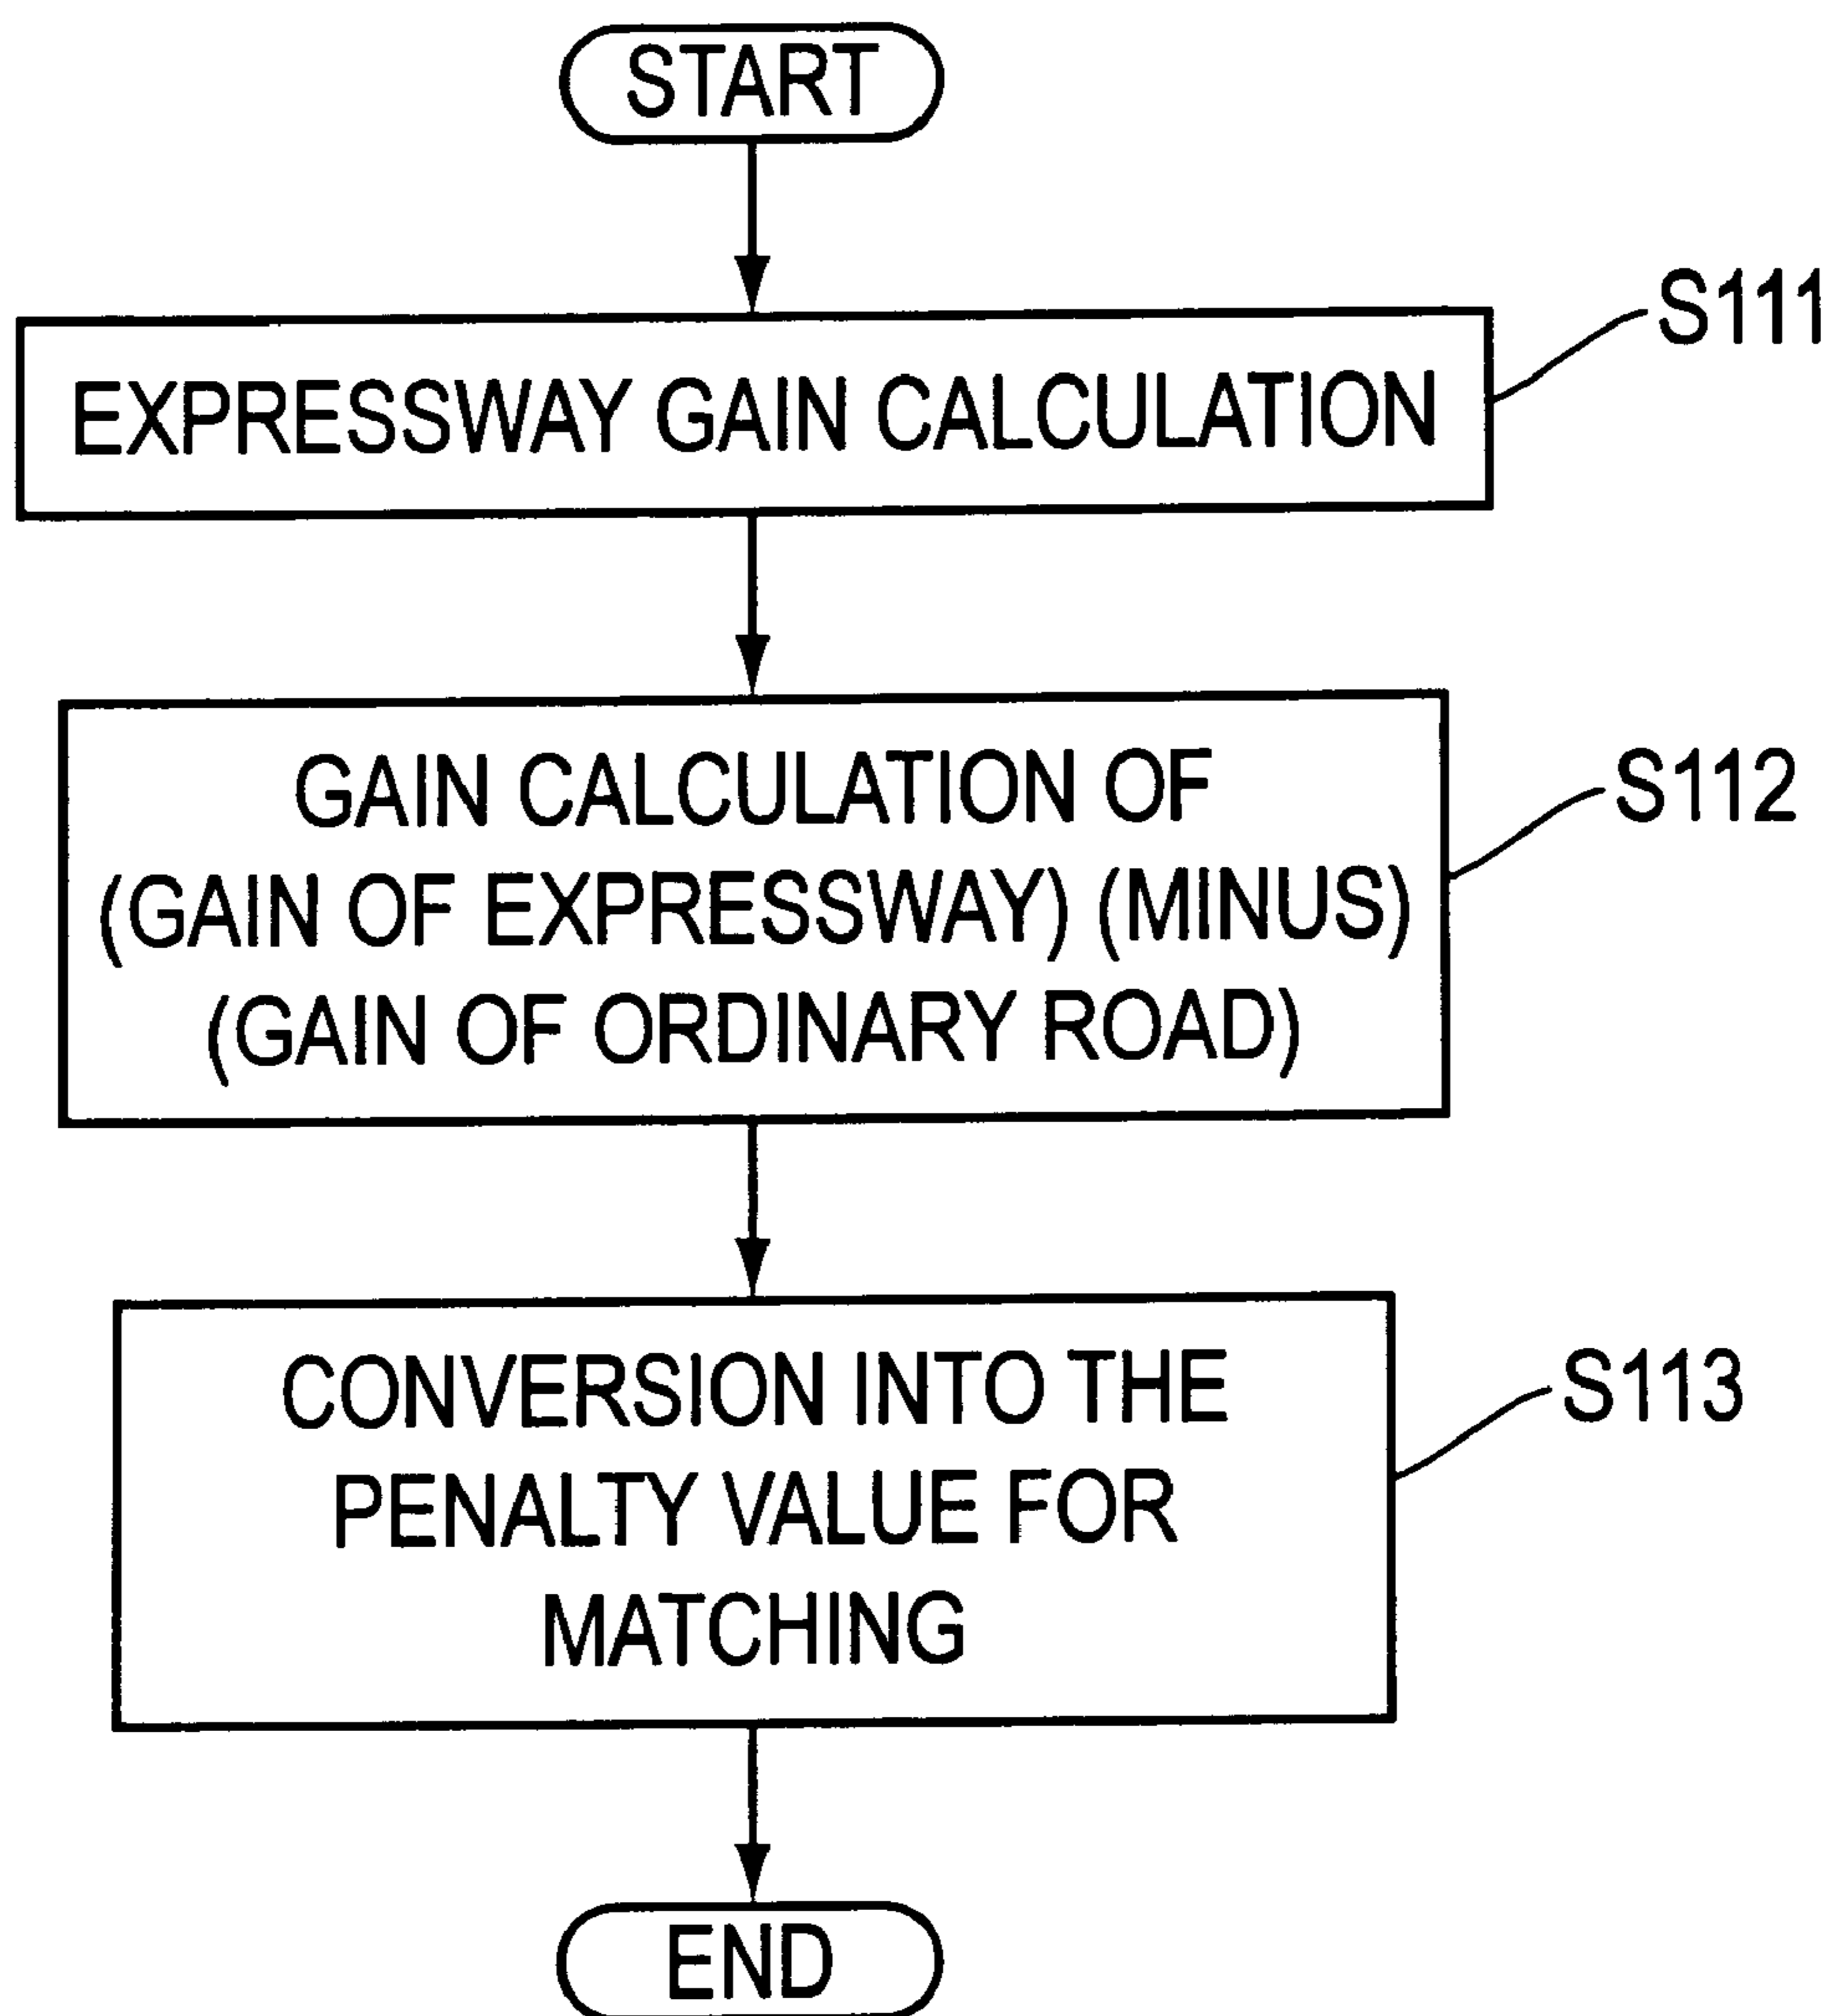 START
S111
EXPRESSWAY GAIN CALCULATION
S112
GAIN CALCULATION OF
(GAIN OF EXPRESSWAY) (MINUS)
(GAIN OF ORDINARY ROAD)
S113
CONVERSION INTO THE
PENALTY VALUE FOR
MATCHING
END